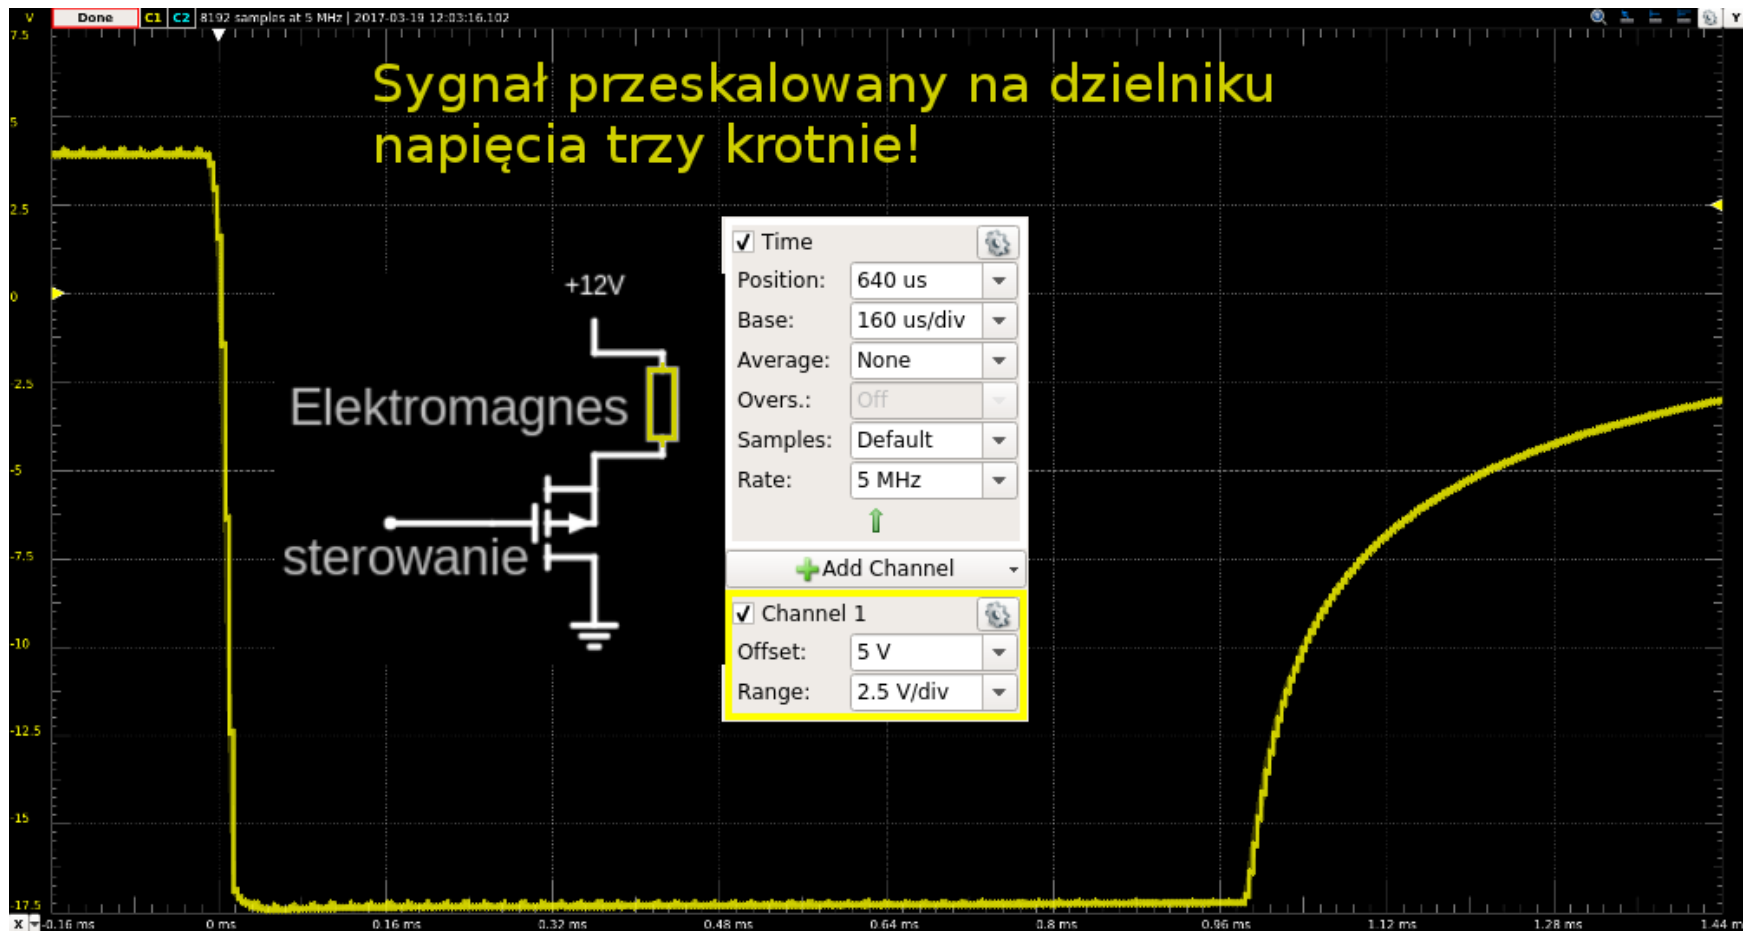 V Done C1 C2 8192 samples at 5 MHz | 2017-03-19 12:03:16.102 Y
7.5
Sygnał przeskalowany na dzielniku
napięcia trzy krotnie!
5
2.5
0
-2.5
-5
-7.5
-10
-12.5
-15
-17.5
+12V
Elektromagnes
sterowanie
Time
Position: 640 us
Base: 160 us/div
Average: None
Overs.: Off
Samples: Default
Rate: 5 MHz
Add Channel
Channel 1
Offset: 5 V
Range: 2.5 V/div
X -0.16 ms 0 ms 0.16 ms 0.32 ms 0.48 ms 0.64 ms 0.8 ms 0.96 ms 1.12 ms 1.28 ms 1.44 m